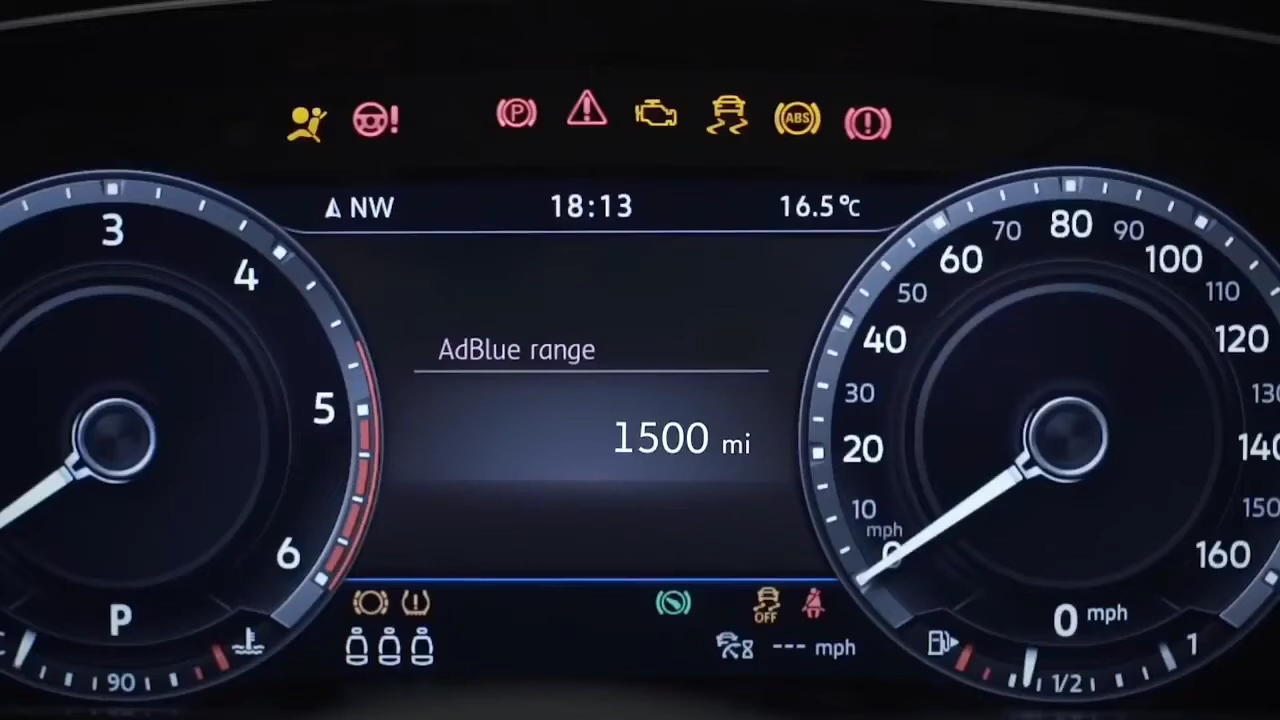 P
ABS
NW
18:13
16.5°C
3
4
5
6
P
90
AdBlue range
1500 mi
OFF
--- mph
0
10
20
30
40
50
60
70
80
90
100
110
120
130
140
150
160
mph
0 mph
1/2
1